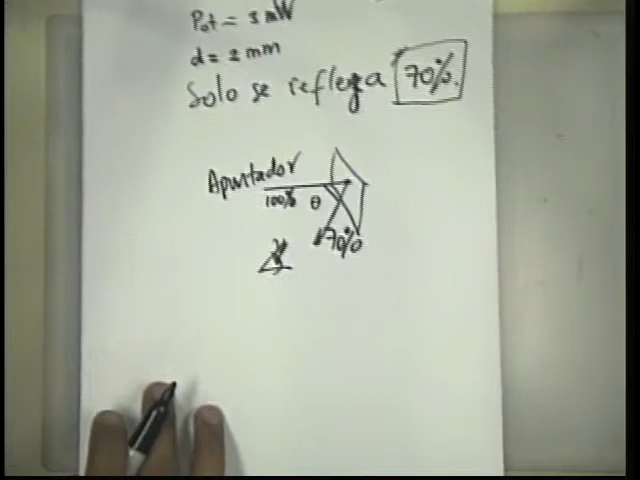 Pot = 3 mW
d = 2 mm
Solo se refleja 70%.
Apuntador
100% θ
70%